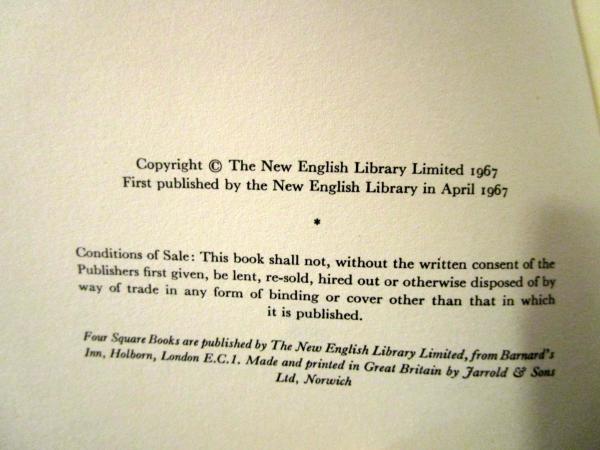 Copyright © The New English Library Limited 1967
First published by the New English Library in April 1967
*
Conditions of Sale: This book shall not, without the written consent of the
Publishers first given, be lent, re-sold, hired out or otherwise disposed of by
way of trade in any form of binding or cover other than that in which
it is published.
Four Square Books are published by The New English Library Limited, from Barnard's
Inn, Holborn, London E.C.1. Made and printed in Great Britain by Jarrold & Sons
Ltd, Norwich